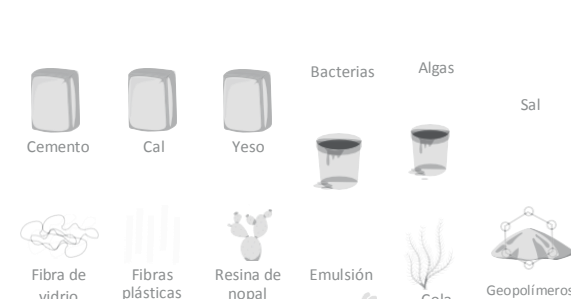 Bacterias
Algas
Sal
Cemento
Cal
Yeso
Fibra de
vidrio
Fibras
plásticas
Resina de
nopal
Emulsión
Cola
Geopolímeros